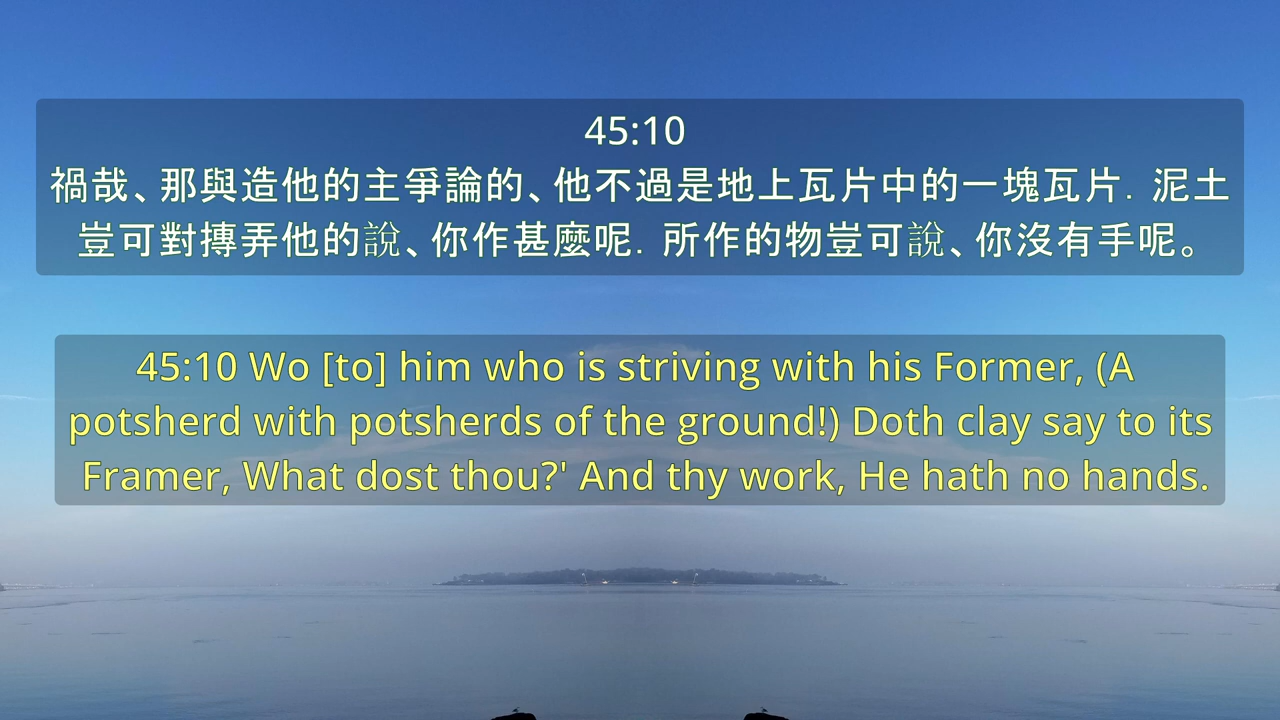 45:10
禍哉、那與造他的主爭論的、他不過是地上瓦片中的一塊瓦片. 泥土
豈可對摶弄他的說、你作甚麼呢. 所作的物豈可說、你沒有手呢。
45:10 Wo [to] him who is striving with his Former, (A
potsherd with potsherds of the ground!) Doth clay say to its
Framer, What dost thou?' And thy work, He hath no hands.